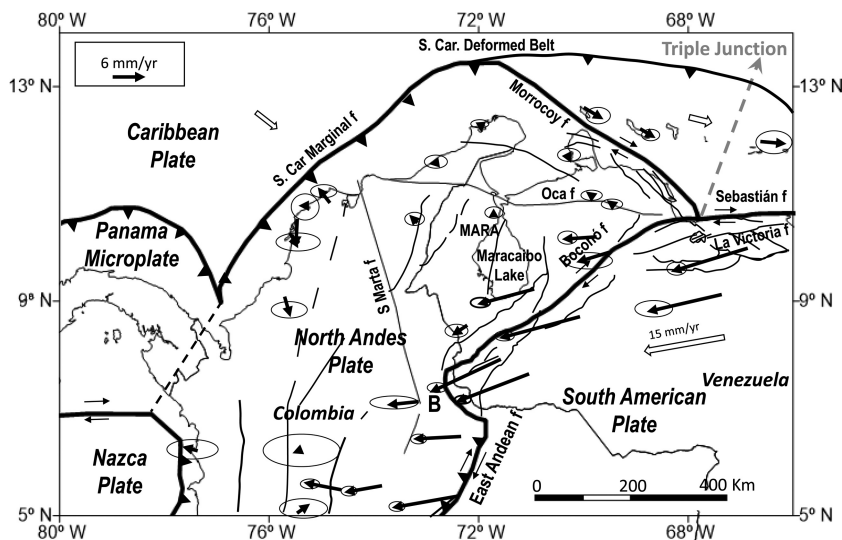 80º W
76º W
72º W
68º W
6 mm/yr
S. Car. Deformed Belt
Triple Junction
13º N
13º N
Caribbean
Plate
S. Car Marginal f
Morrocoy f
Oca f
Sebastián f
Panama
Microplate
MARA
Maracaibo
Lake
Boconó f
La Victoria f
S Marta f
9º N
9º N
15 mm/yr
North Andes
Plate
Colombia
B
South American
Plate
Venezuela
Nazca
Plate
East Andean f
0
200
400 Km
5º N
5º N
80º W
76º W
72º W
68º W